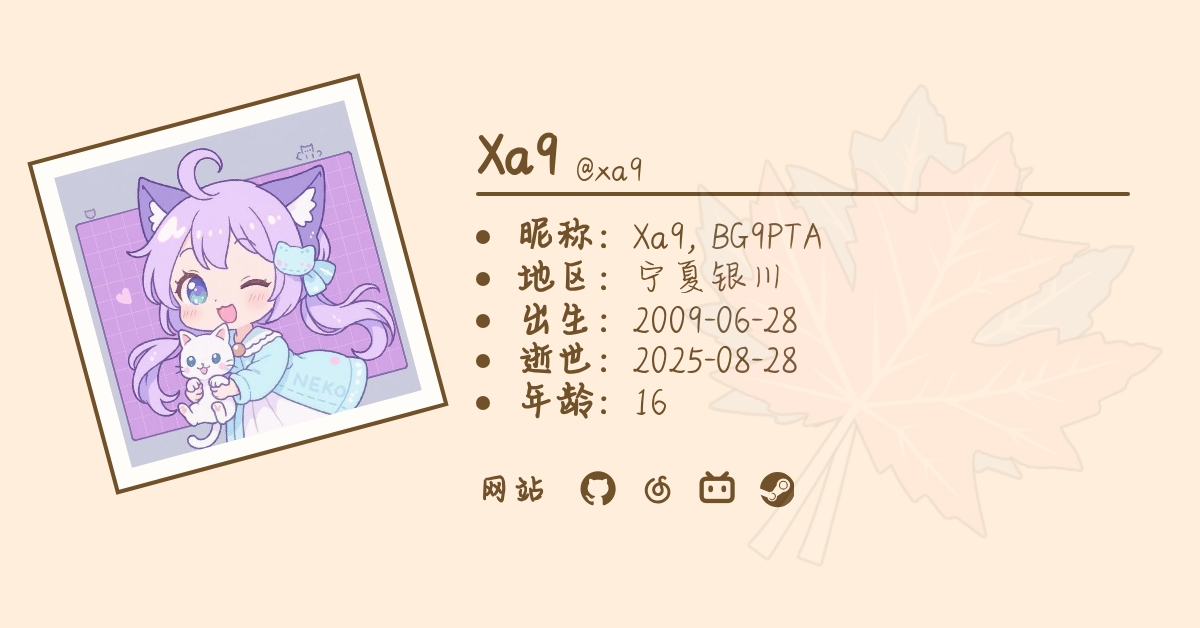 Xa9 @xa9
昵称： Xa9, BG9PTA
地区： 宁夏银川
出生： 2009-06-28
逝世： 2025-08-28
年龄： 16
网站
NEKO